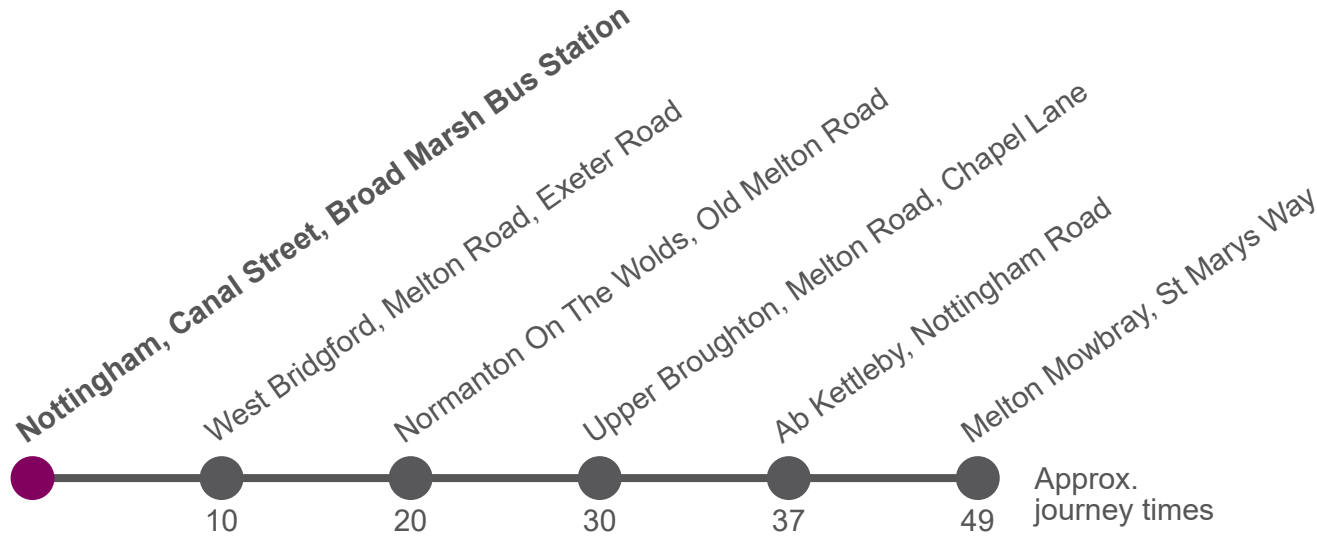 Nottingham, Canal Street, Broad Marsh Bus Station
West Bridgford, Melton Road, Exeter Road
Normanton On The Wolds, Old Melton Road
Upper Broughton, Melton Road, Chapel Lane
Ab Kettleby, Nottingham Road
Melton Mowbray, St Marys Way
10
20
30
37
49
Approx.
journey times